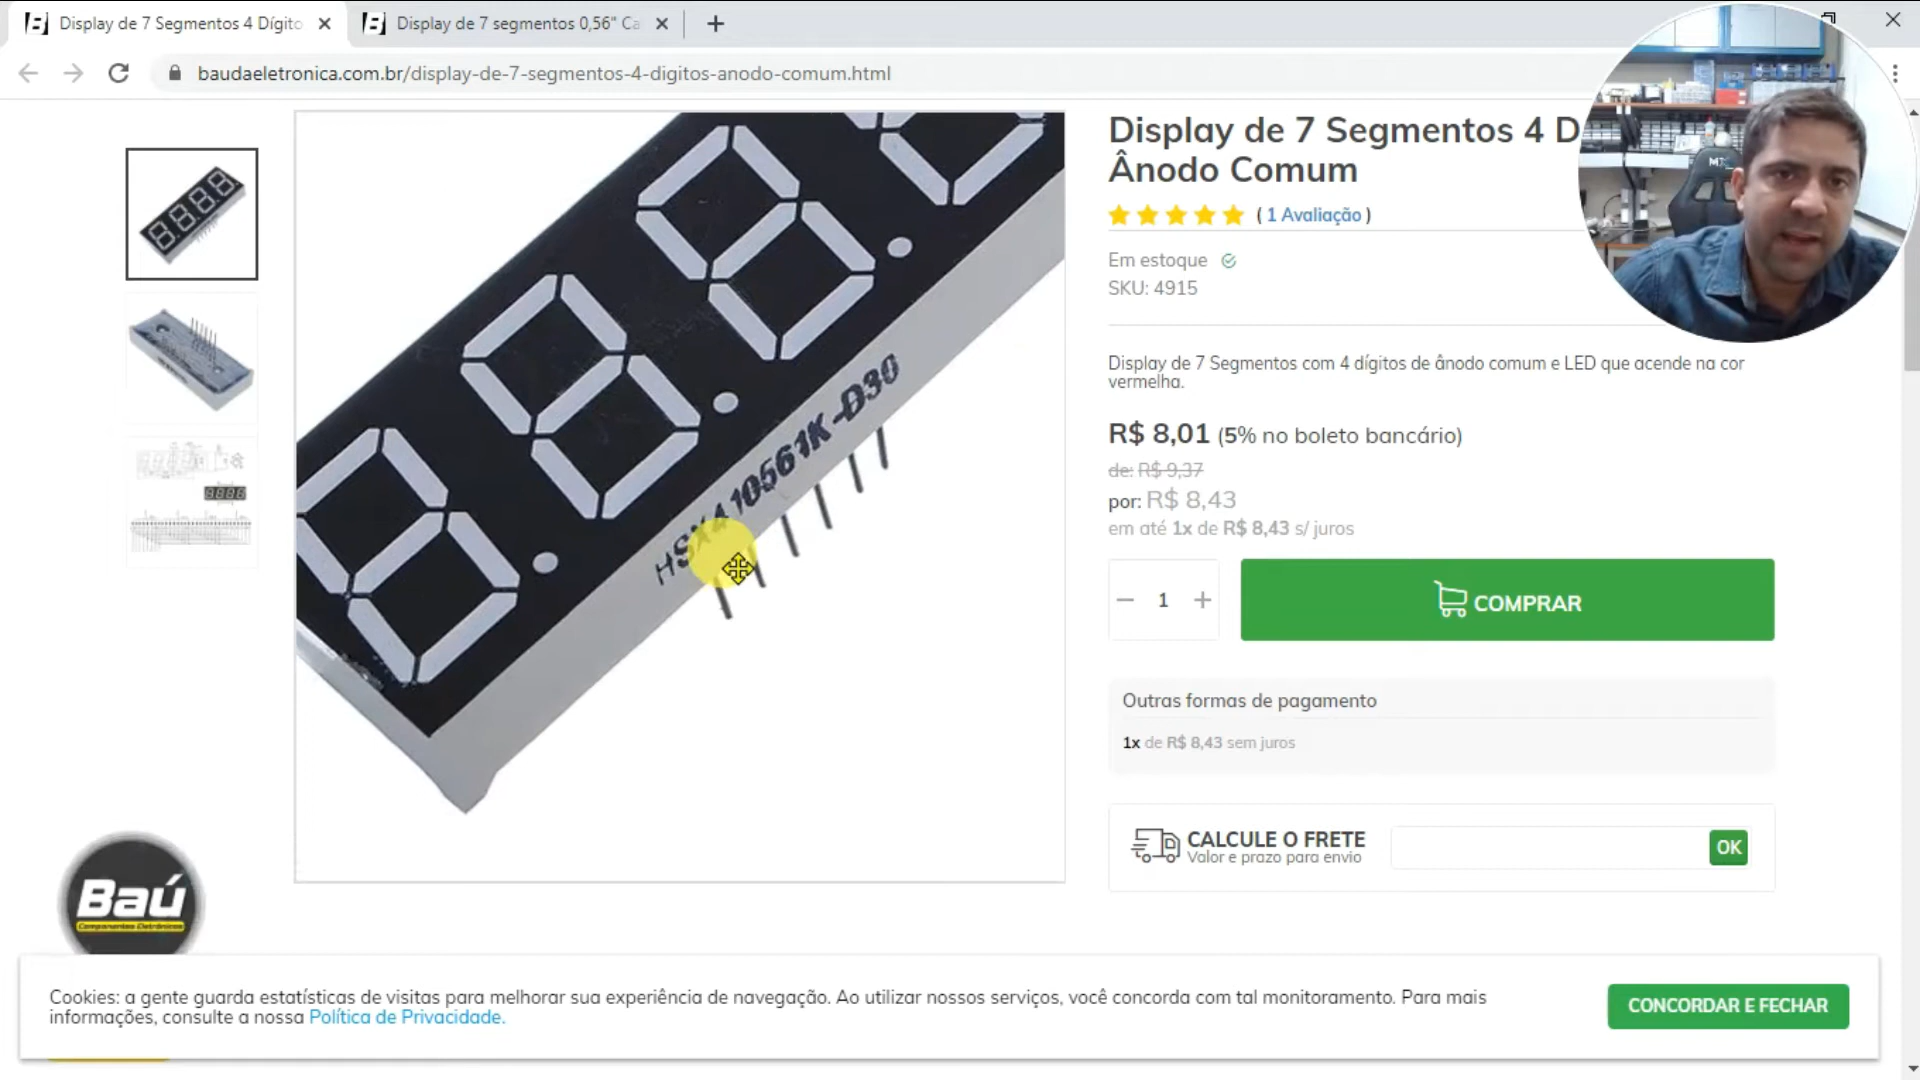 Display de 7 Segmentos 4 Dígito
Display de 7 segmentos 0,56" Ca
baudaeletronica.com.br/display-de-7-segmentos-4-digitos-anodo-comum.html
Display de 7 Segmentos 4 D
Ânodo Comum
( 1 Avaliação )
Em estoque
SKU: 4915
Display de 7 Segmentos com 4 dígitos de ânodo comum e LED que acende na cor
vermelha.
R$ 8,01 (5% no boleto bancário)
de: R$ 9,37
por: R$ 8,43
em até 1x de R$ 8,43 s/ juros
1
COMPRAR
Outras formas de pagamento
1x de R$ 8,43 sem juros
CALCULE O FRETE
Valor e prazo para envio
OK
HSX410561K-D30
MT
Baú
Componentes Eletrônicos
Cookies: a gente guarda estatísticas de visitas para melhorar sua experiência de navegação. Ao utilizar nossos serviços, você concorda com tal monitoramento. Para mais
informações, consulte a nossa Política de Privacidade.
CONCORDAR E FECHAR